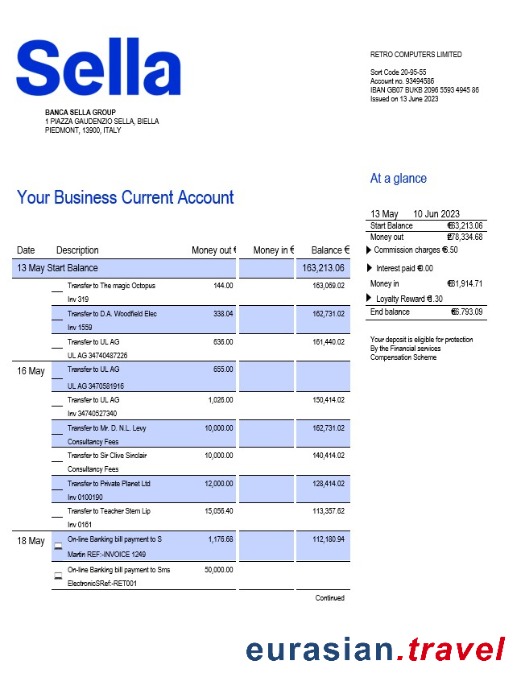 Sella
BANCA SELLA GROUP
1 PIAZZA GAUDENZIO SELLA, BIELLA
PIEDMONT, 13900, ITALY
RETRO COMPUTERS LIMITED
Sort Code 20-95-55
Account no. 93494586
IBAN GB07 BUKB 2096 5593 4945 86
Issued on 13 June 2023
Your Business Current Account
Date Description Money out € Money in € Balance €
13 May Start Balance 163,213.06
Transfer to The magic Octopus 144.00 163,069.02
Inv 319
Transfer to D.A. Woodfield Elec 338.04 162,731.02
Inv 1559
Transfer to UL AG 636.00 161,440.02
UL AG 34740487226
16 May Transfer to UL AG 655.00
UL AG 3470581916
Transfer to UL AG 1,026.00 150,414.02
Inv 34740527340
Transfer to Mr. D. N.L. Levy 10,000.00 162,731.02
Consultancy Fees
Transfer to Sir Clive Sinclair 10,000.00 140,414.02
Consultancy Fees
Transfer to Private Planet Ltd 12,000.00 128,414.02
Inv 0100190
Transfer to Teacher Stern Lip 15,056.40 113,357.62
Inv 0161
18 May On-line Banking bill payment to S 1,176.68 112,180.94
Martin REF:-INVOICE 1249
On-line Banking bill payment to Sms 50,000.00
ElectronicSRef:-RET001
Continued
At a glance
13 May 10 Jun 2023
Start Balance €63,213.06
Money out €78,334.68
Commission charges €6.50
Interest paid €0.00
Money in €81,914.71
Loyalty Reward €8.30
End balance €6.793.09
Your deposit is eligible for protection
By the Financial services
Compensation Scheme
eurasian.travel